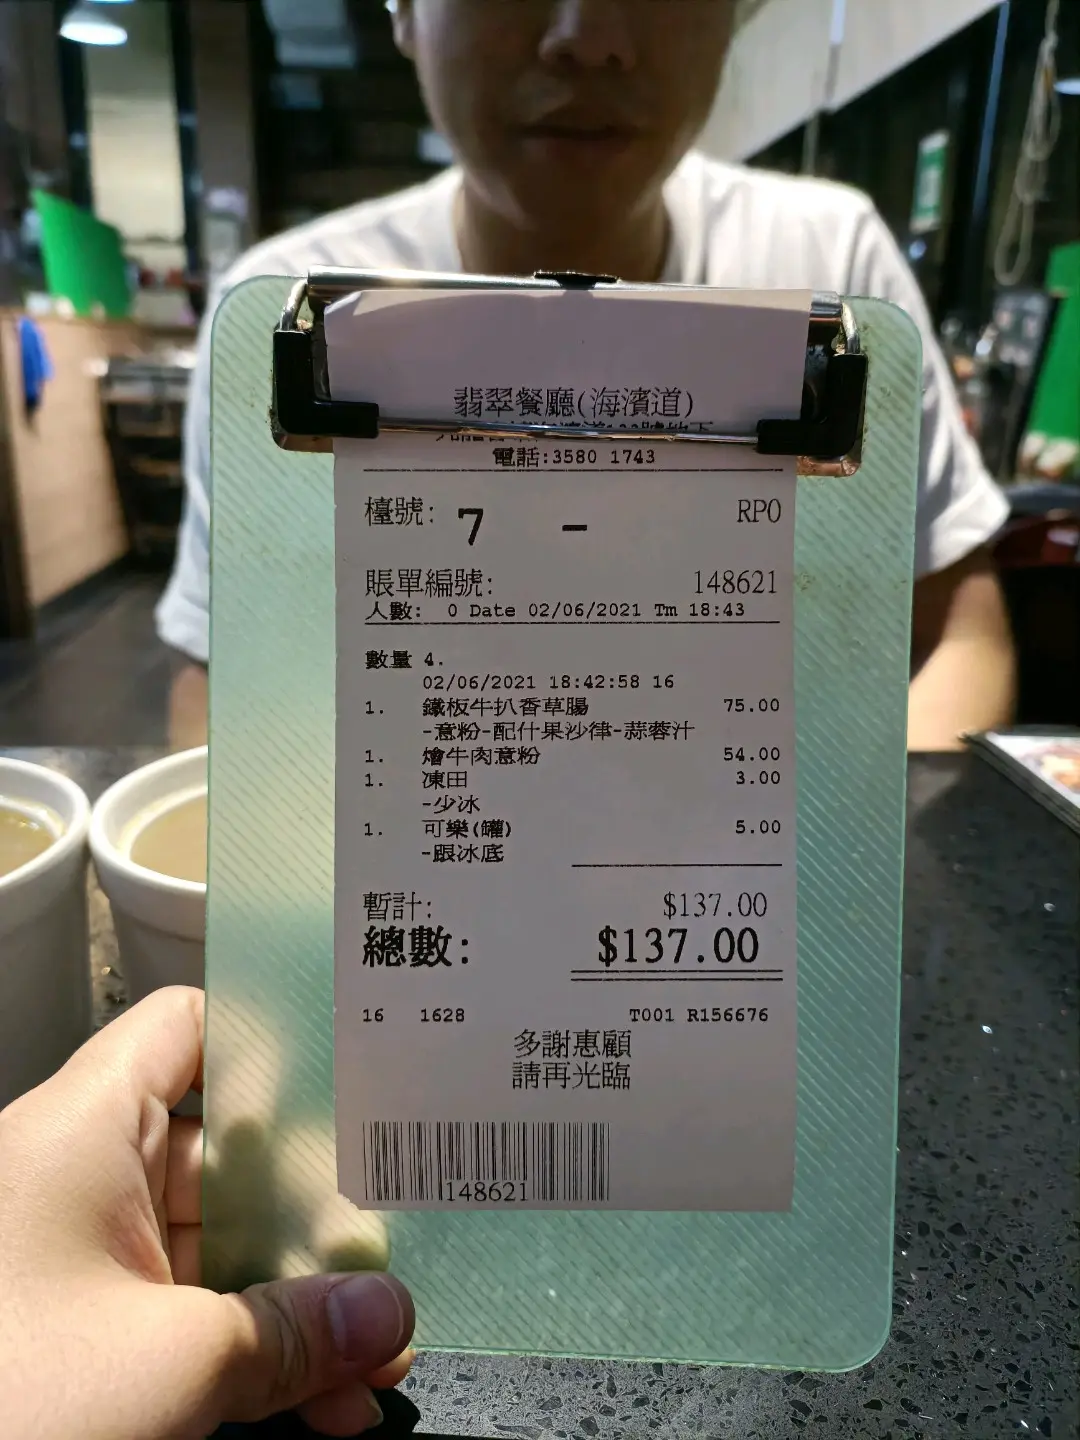 翡翠餐廳(海濱道)
電話:3580 1743
檯號: 7 - RPO
賬單編號: 148621
人數: 0 Date 02/06/2021 Tm 18:43
數量 4.
02/06/2021 18:42:58 16
1. 鐵板牛扒香草腸 75.00
-意粉-配什果沙律-蒜蓉汁
1. 燴牛肉意粉 54.00
1. 凍田 3.00
-少冰
1. 可樂(罐) 5.00
-跟冰底
暫計: $137.00
總數: $137.00
16 1628 T001 R156676
多謝惠顧
請再光臨
148621